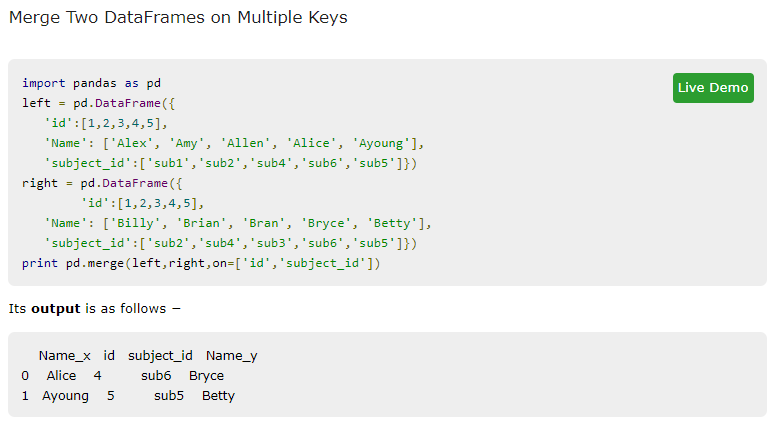 Merge Two DataFrames on Multiple Keys
Live Demo
import pandas as pd
left = pd.DataFrame({
   'id':[1,2,3,4,5],
   'Name': ['Alex', 'Amy', 'Allen', 'Alice', 'Ayoung'],
   'subject_id':['sub1','sub2','sub4','sub6','sub5']})
right = pd.DataFrame({
        'id':[1,2,3,4,5],
   'Name': ['Billy', 'Brian', 'Bran', 'Bryce', 'Betty'],
   'subject_id':['sub2','sub4','sub3','sub6','sub5']})
print pd.merge(left,right,on=['id','subject_id'])
Its output is as follows −
    Name_x   id   subject_id   Name_y
0    Alice    4         sub6    Bryce
1   Ayoung    5         sub5    Betty